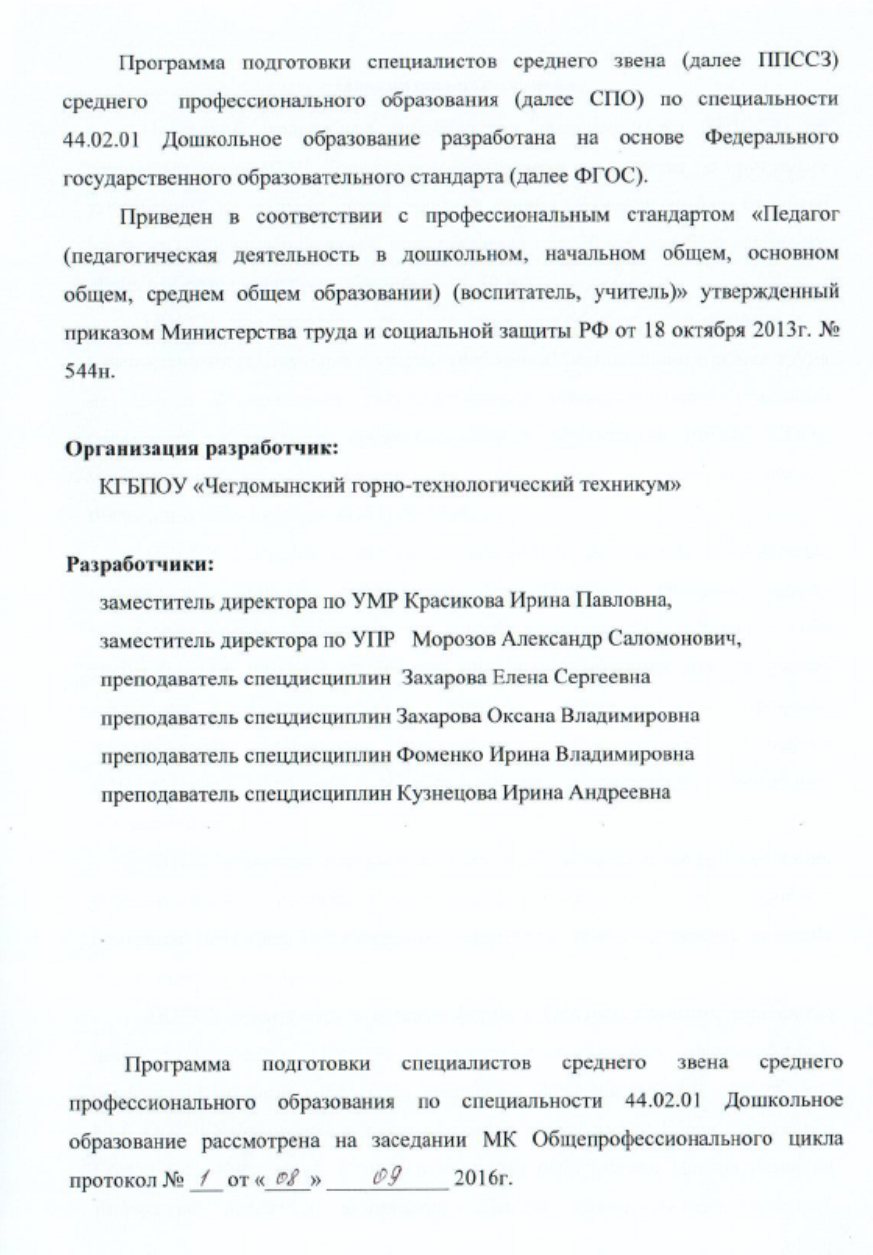 Программа подготовки специалистов среднего звена (далее ППССЗ)
среднего профессионального образования (далее СПО) по специальности
44.02.01 Дошкольное образование разработана на основе Федерального
государственного образовательного стандарта (далее ФГОС).
Приведен в соответствии с профессиональным стандартом «Педагог
(педагогическая деятельность в дошкольном, начальном общем, основном
общем, среднем общем образовании) (воспитатель, учитель)» утвержденный
приказом Министерства труда и социальной защиты РФ от 18 октября 2013г. №
544н.
Организация разработчик:
КГБПОУ «Чегдомынский горно-технологический техникум»
Разработчики:
заместитель директора по УМР Красикова Ирина Павловна,
заместитель директора по УПР Морозов Александр Саломонович,
преподаватель спецдисциплин Захарова Елена Сергеевна
преподаватель спецдисциплин Захарова Оксана Владимировна
преподаватель спецдисциплин Фоменко Ирина Владимировна
преподаватель спецдисциплин Кузнецова Ирина Андреевна
Программа подготовки специалистов среднего звена среднего
профессионального образования по специальности 44.02.01 Дошкольное
образование рассмотрена на заседании МК Общепрофессионального цикла
протокол № 1 от «08» 09 2016г.